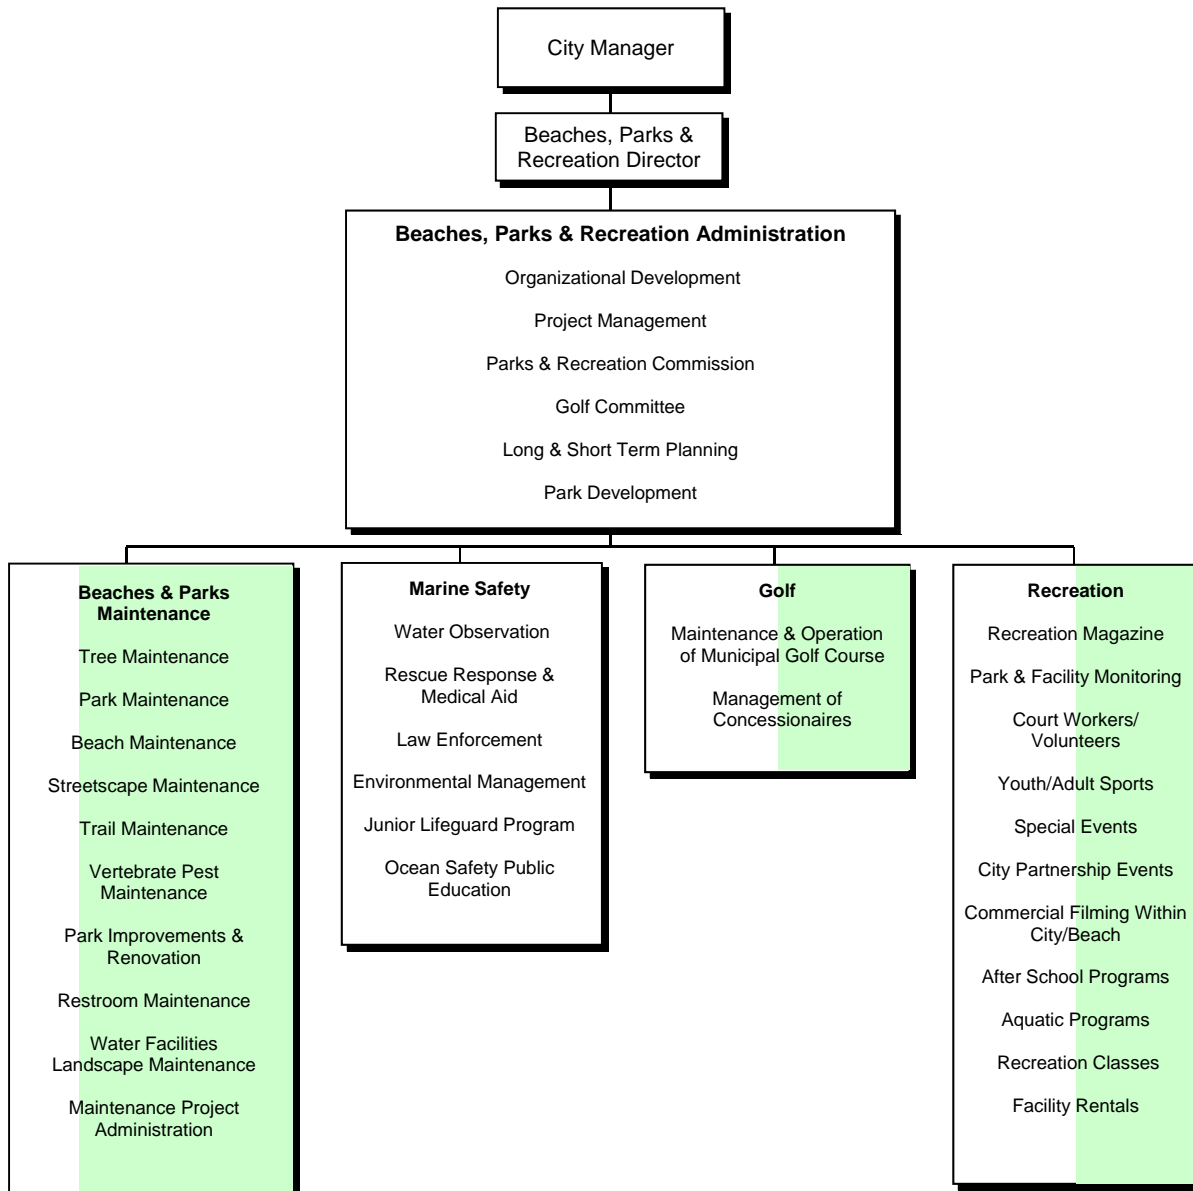 City Manager
Beaches, Parks &
Recreation Director
Beaches, Parks & Recreation Administration
Organizational Development
Project Management
Parks & Recreation Commission
Golf Committee
Long & Short Term Planning
Park Development
Beaches & Parks
Maintenance
Tree Maintenance
Park Maintenance
Beach Maintenance
Streetscape Maintenance
Trail Maintenance
Vertebrate Pest
Maintenance
Park Improvements &
Renovation
Restroom Maintenance
Water Facilities
Landscape Maintenance
Maintenance Project
Administration
Marine Safety
Water Observation
Rescue Response &
Medical Aid
Law Enforcement
Environmental Management
Junior Lifeguard Program
Ocean Safety Public
Education
Golf
Maintenance & Operation
of Municipal Golf Course
Management of
Concessionaires
Recreation
Recreation Magazine
Park & Facility Monitoring
Court Workers/
Volunteers
Youth/Adult Sports
Special Events
City Partnership Events
Commercial Filming Within
City/Beach
After School Programs
Aquatic Programs
Recreation Classes
Facility Rentals